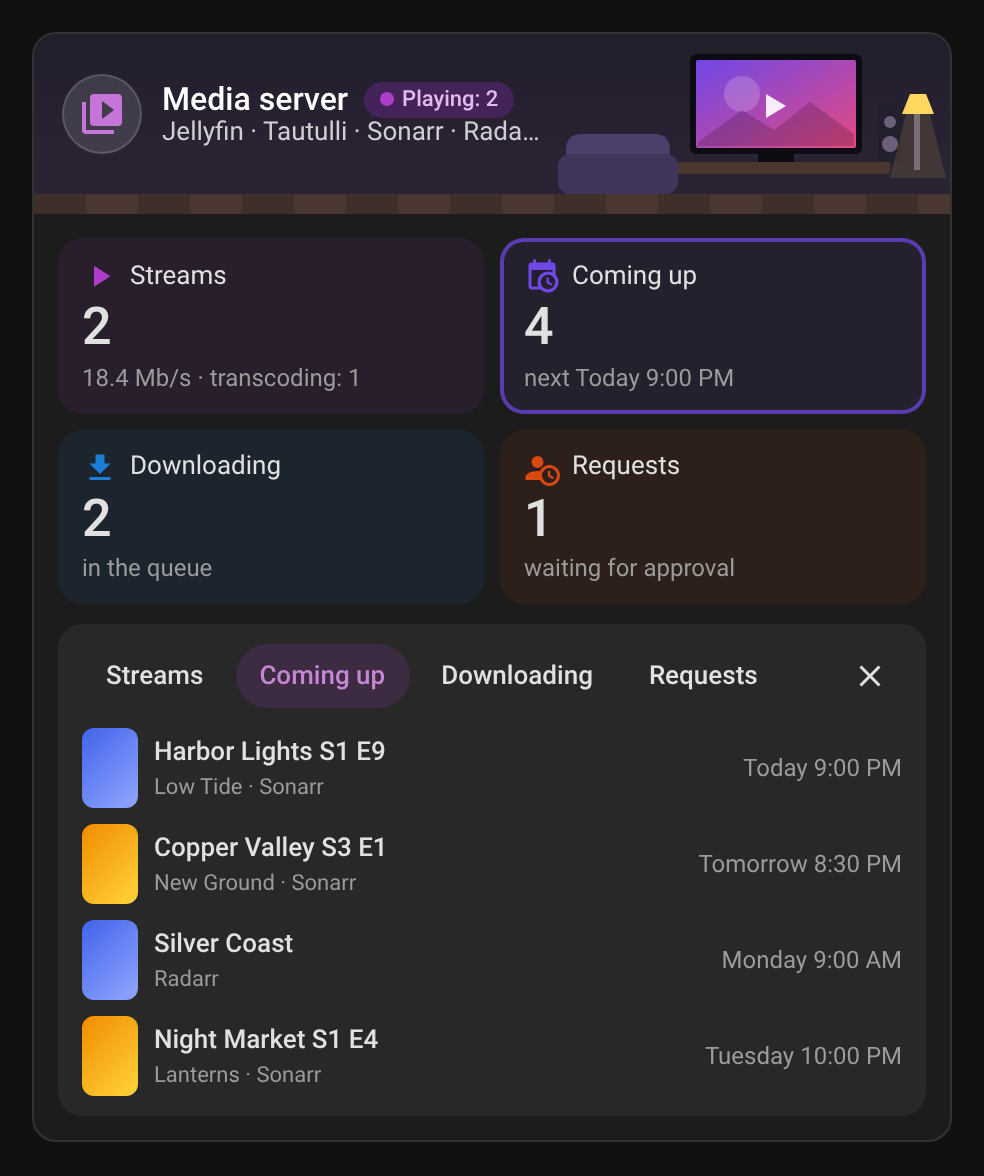 Media server
Playing: 2
Jellyfin · Tautulli · Sonarr · Rada…
Streams
2
18.4 Mb/s · transcoding: 1
Coming up
4
next Today 9:00 PM
Downloading
2
in the queue
Requests
1
waiting for approval
Streams Coming up Downloading Requests
Harbor Lights S1 E9
Low Tide · Sonarr
Today 9:00 PM
Copper Valley S3 E1
New Ground · Sonarr
Tomorrow 8:30 PM
Silver Coast
Radarr
Monday 9:00 AM
Night Market S1 E4
Lanterns · Sonarr
Tuesday 10:00 PM